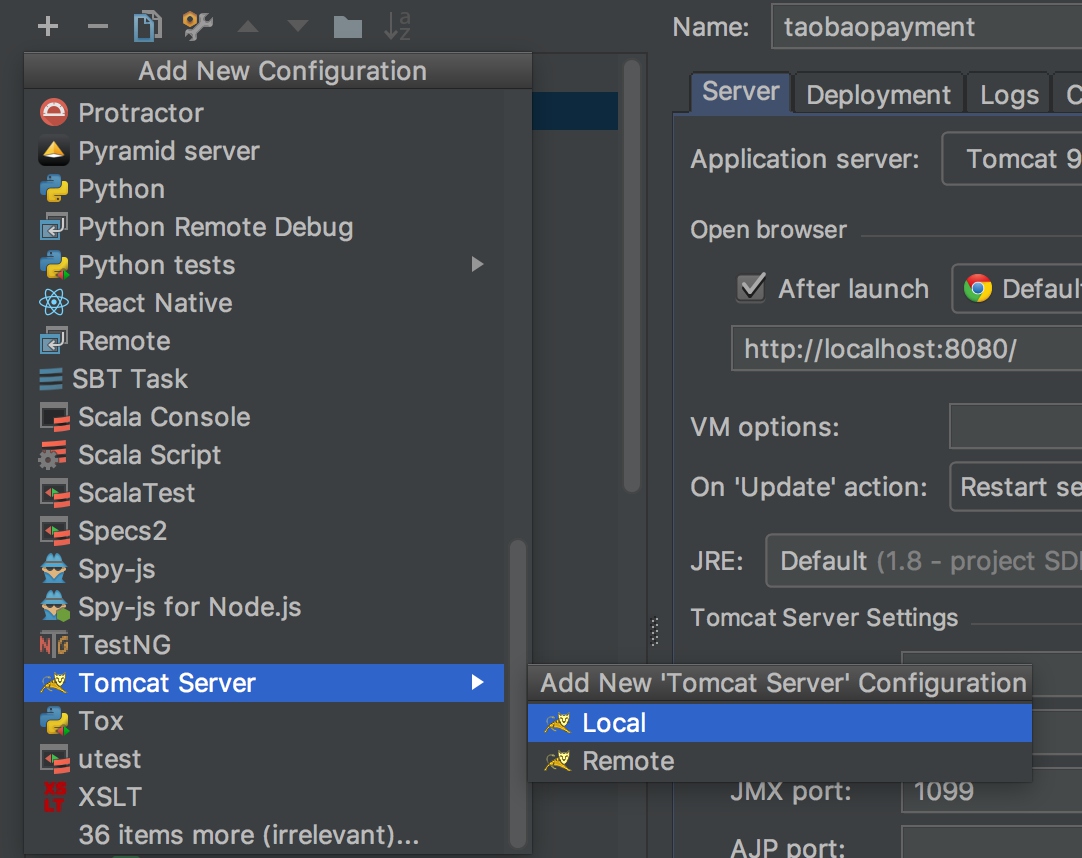 Name: taobaopayment
Add New Configuration
Protractor
Pyramid server
Python
Python Remote Debug
Python tests
React Native
Remote
SBT Task
Scala Console
Scala Script
ScalaTest
Specs2
Spy-js
Spy-js for Node.js
TestNG
Tomcat Server
Tox
utest
XSLT
36 items more (irrelevant)...
Server Deployment Logs
Application server: Tomcat 9
Open browser
After launch Defaul
http://localhost:8080/
VM options:
On 'Update' action: Restart se
JRE: Default (1.8 - project SD
Tomcat Server Settings
Add New 'Tomcat Server' Configuration
Local
Remote
JMX port: 1099
AJP port: